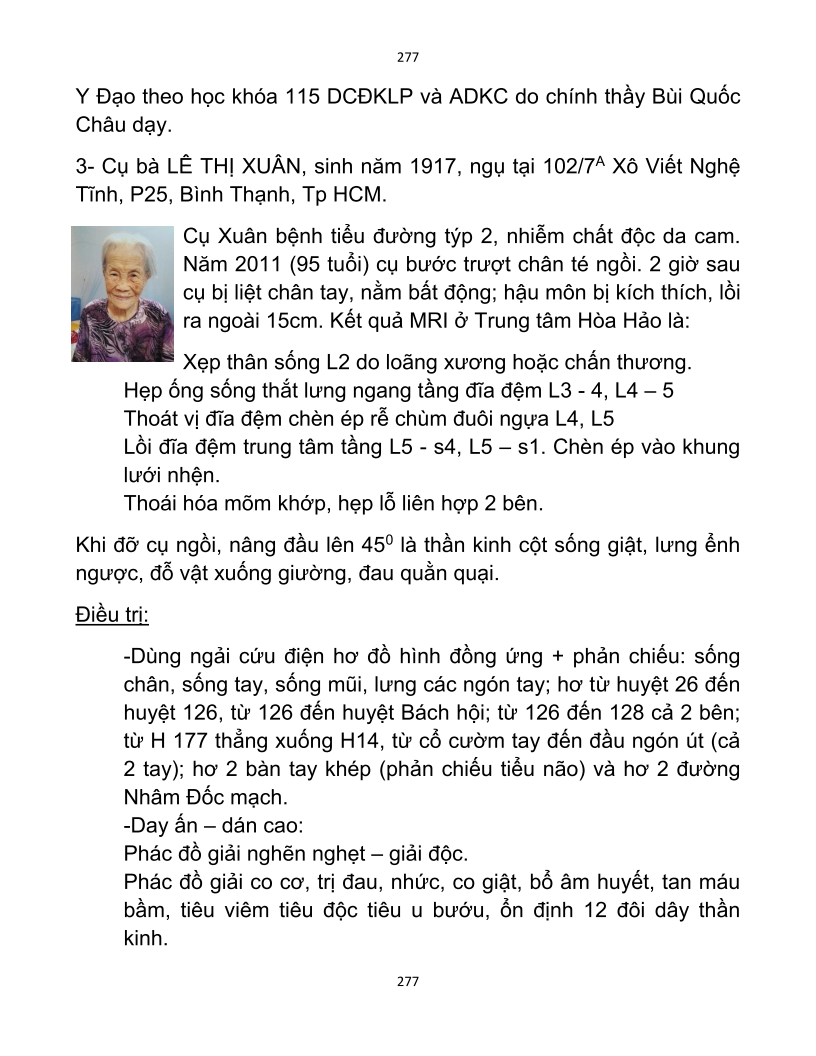 277
Y Đạo theo học khóa 115 DCĐKLP và ADKC do chính thầy Bùi Quốc
Châu dạy.
3- Cụ bà LÊ THỊ XUÂN, sinh năm 1917, ngụ tại 102/7ᴬ Xô Viết Nghệ
Tĩnh, P25, Bình Thạnh, Tp HCM.
Cụ Xuân bệnh tiểu đường týp 2, nhiễm chất độc da cam.
Năm 2011 (95 tuổi) cụ bước trượt chân té ngồi. 2 giờ sau
cụ bị liệt chân tay, nằm bất động; hậu môn bị kích thích, lồi
ra ngoài 15cm. Kết quả MRI ở Trung tâm Hòa Hảo là:
Xẹp thân sống L2 do loãng xương hoặc chấn thương.
Hẹp ống sống thắt lưng ngang tầng đĩa đệm L3 - 4, L4 – 5
Thoát vị đĩa đệm chèn ép rễ chùm đuôi ngựa L4, L5
Lồi đĩa đệm trung tâm tầng L5 - s4, L5 – s1. Chèn ép vào khung
lưới nhện.
Thoái hóa mõm khớp, hẹp lỗ liên hợp 2 bên.
Khi đỡ cụ ngồi, nâng đầu lên 45⁰ là thần kinh cột sống giật, lưng ểnh
ngược, đỗ vật xuống giường, đau quằn quại.
Điều trị:
-Dùng ngải cứu điện hơ đồ hình đồng ứng + phản chiếu: sống
chân, sống tay, sống mũi, lưng các ngón tay; hơ từ huyệt 26 đến
huyệt 126, từ 126 đến huyệt Bách hội; từ 126 đến 128 cả 2 bên;
từ H 177 thẳng xuống H14, từ cổ cườm tay đến đầu ngón út (cả
2 tay); hơ 2 bàn tay khép (phản chiếu tiểu não) và hơ 2 đường
Nhâm Đốc mạch.
-Day ấn – dán cao:
Phác đồ giải nghẽn nghẹt – giải độc.
Phác đồ giải co cơ, trị đau, nhức, co giật, bổ âm huyết, tan máu
bầm, tiêu viêm tiêu độc tiêu u bướu, ổn định 12 đôi dây thần
kinh.
277